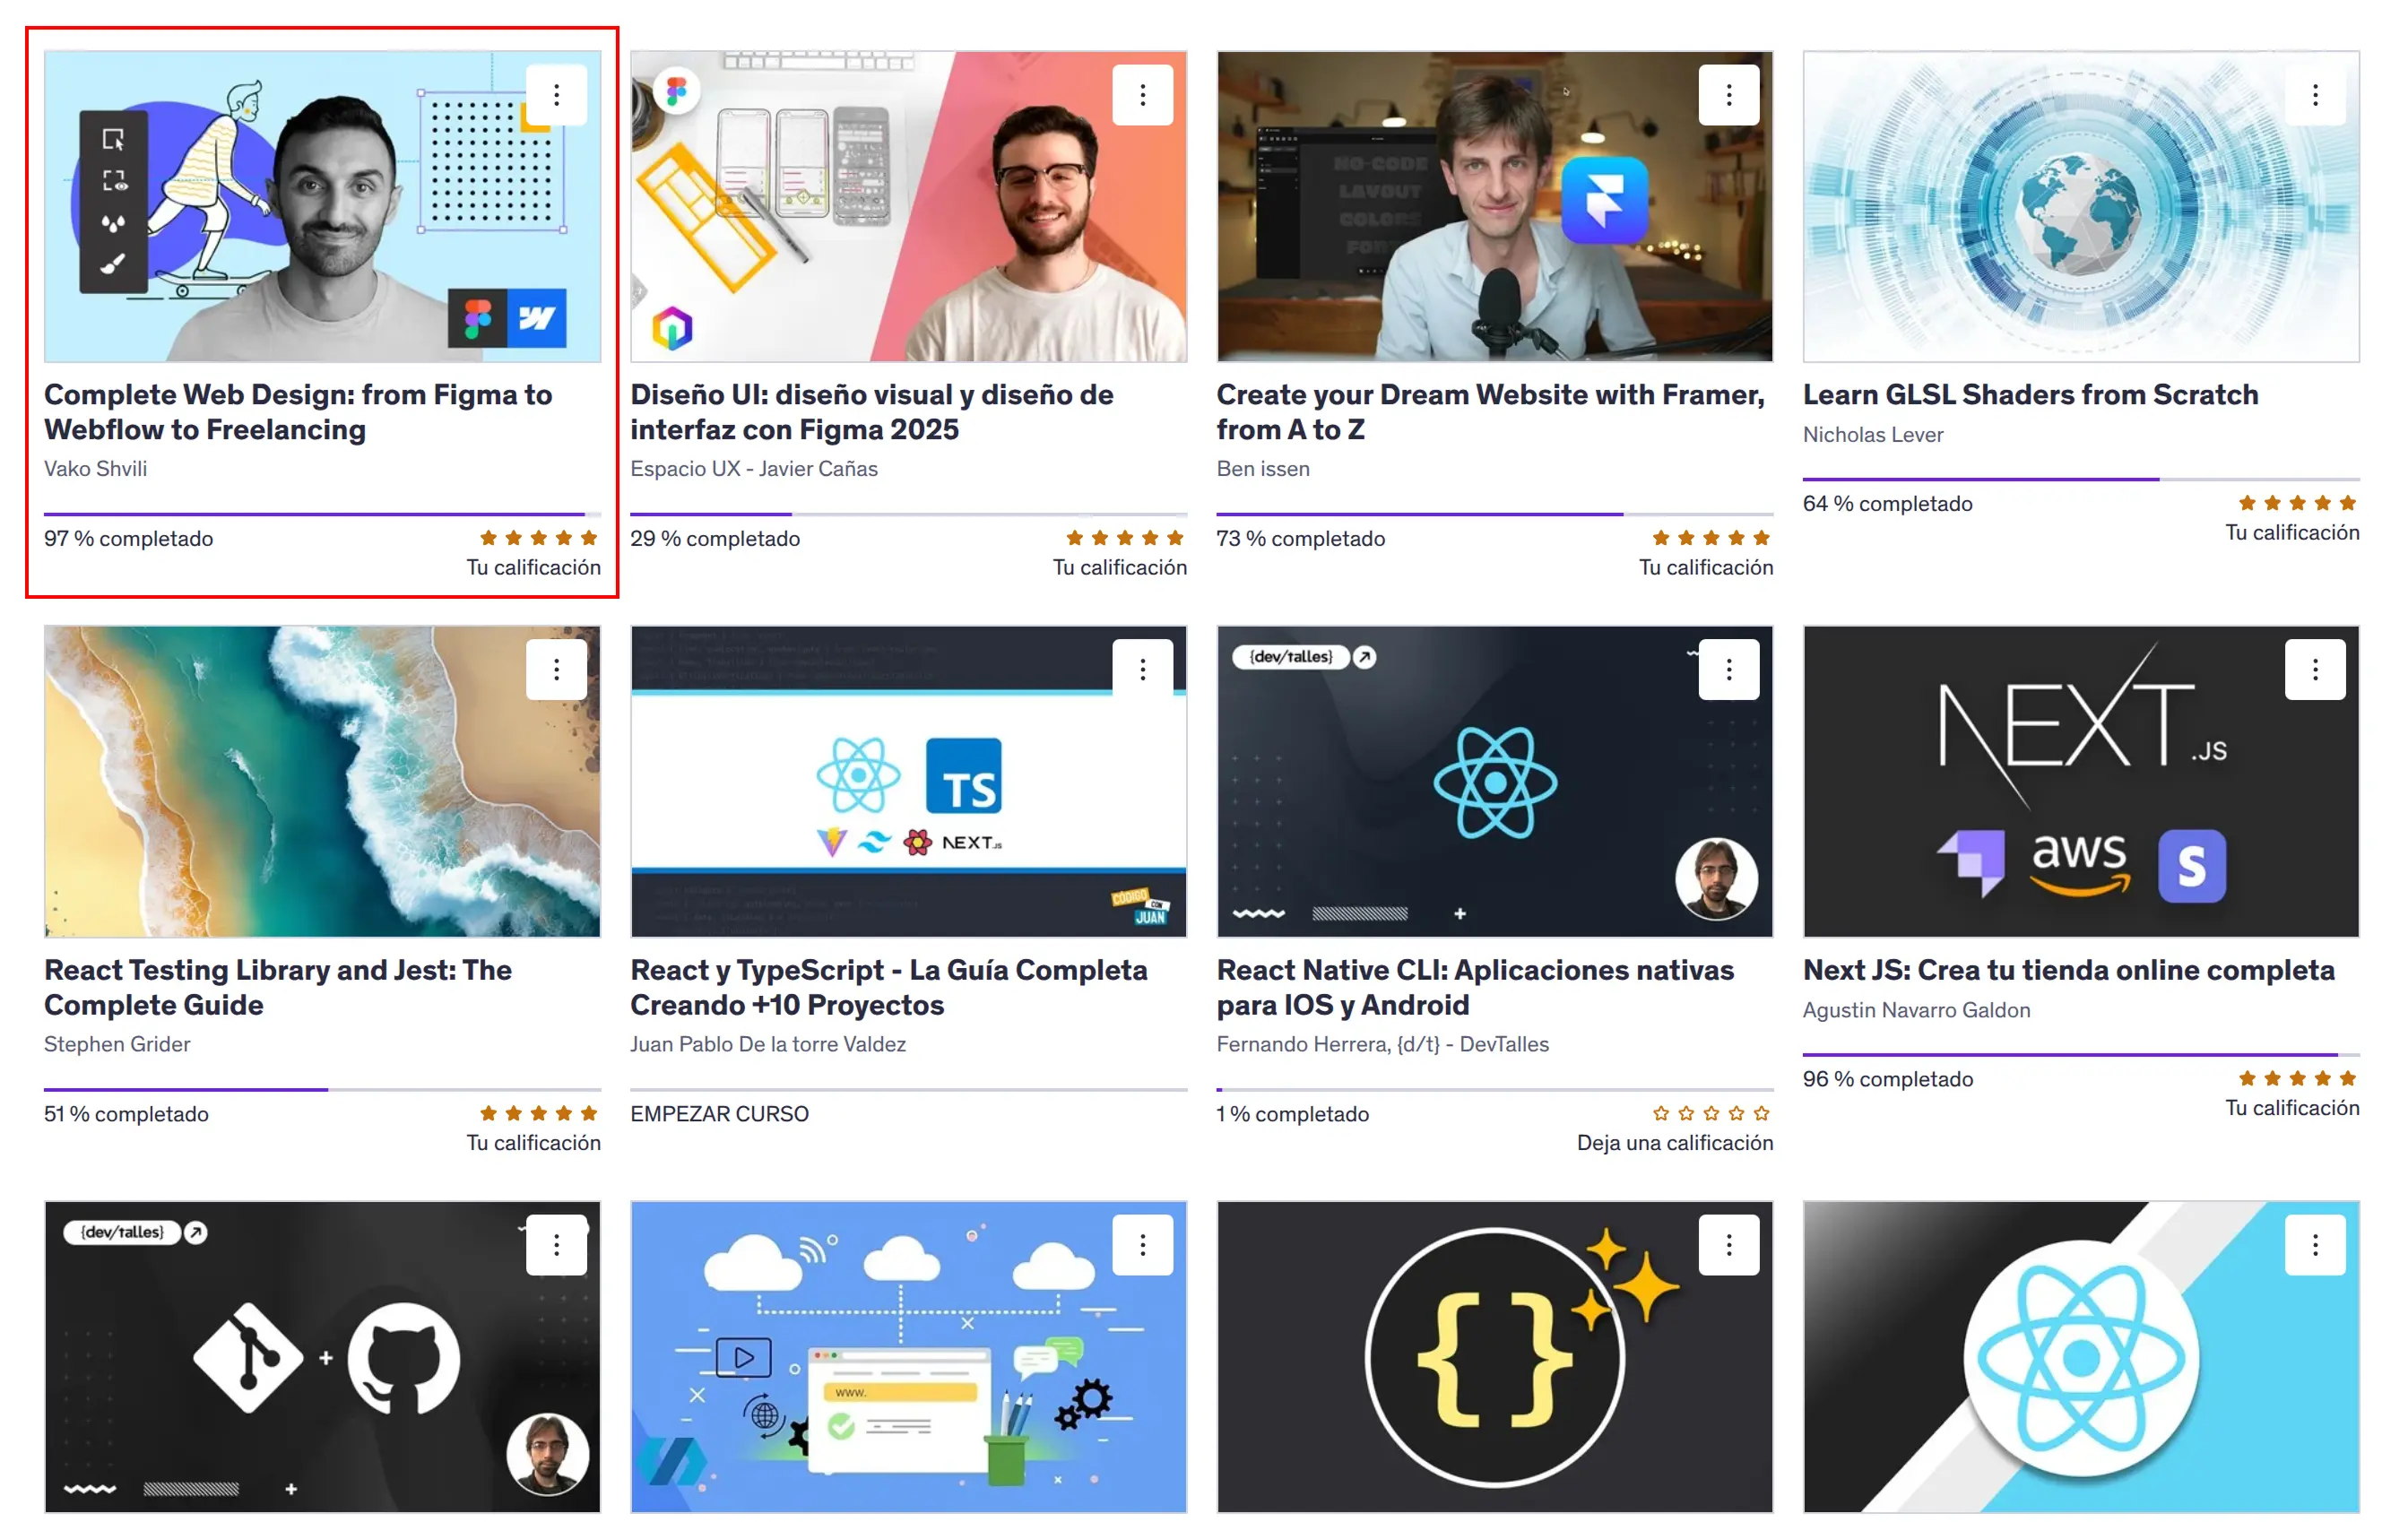 NO-CODE
LAYOUT
COLORS
Complete Web Design: from Figma to
Webflow to Freelancing
Vako Shvili
97 % completado
Tu calificación
Diseño UI: diseño visual y diseño de
interfaz con Figma 2025
Espacio UX - Javier Cañas
29 % completado
Tu calificación
Create your Dream Website with Framer,
from A to Z
Ben issen
73 % completado
Tu calificación
Learn GLSL Shaders from Scratch
Nicholas Lever
64 % completado
Tu calificación
TS
NEXT.JS
CÓDIGO
CON
JUAN
{dev/talles}
NEXT.JS
aws
S
React Testing Library and Jest: The
Complete Guide
Stephen Grider
51 % completado
Tu calificación
React y TypeScript - La Guía Completa
Creando +10 Proyectos
Juan Pablo De la torre Valdez
EMPEZAR CURSO
React Native CLI: Aplicaciones nativas
para IOS y Android
Fernando Herrera, {d/t} - DevTalles
1 % completado
Deja una calificación
Next JS: Crea tu tienda online completa
Agustin Navarro Galdon
96 % completado
Tu calificación
{dev/talles}
www.